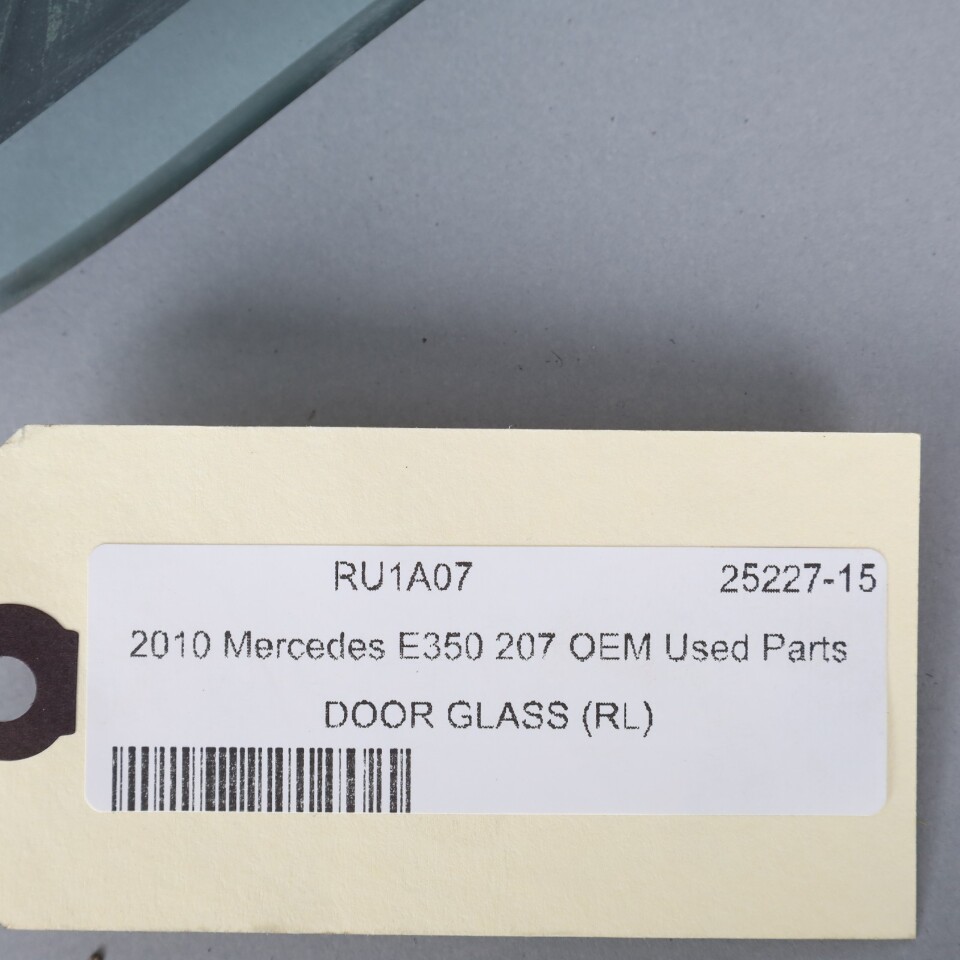 RU1A07 25227-15
2010 Mercedes E350 207 OEM Used Parts
DOOR GLASS (RL)